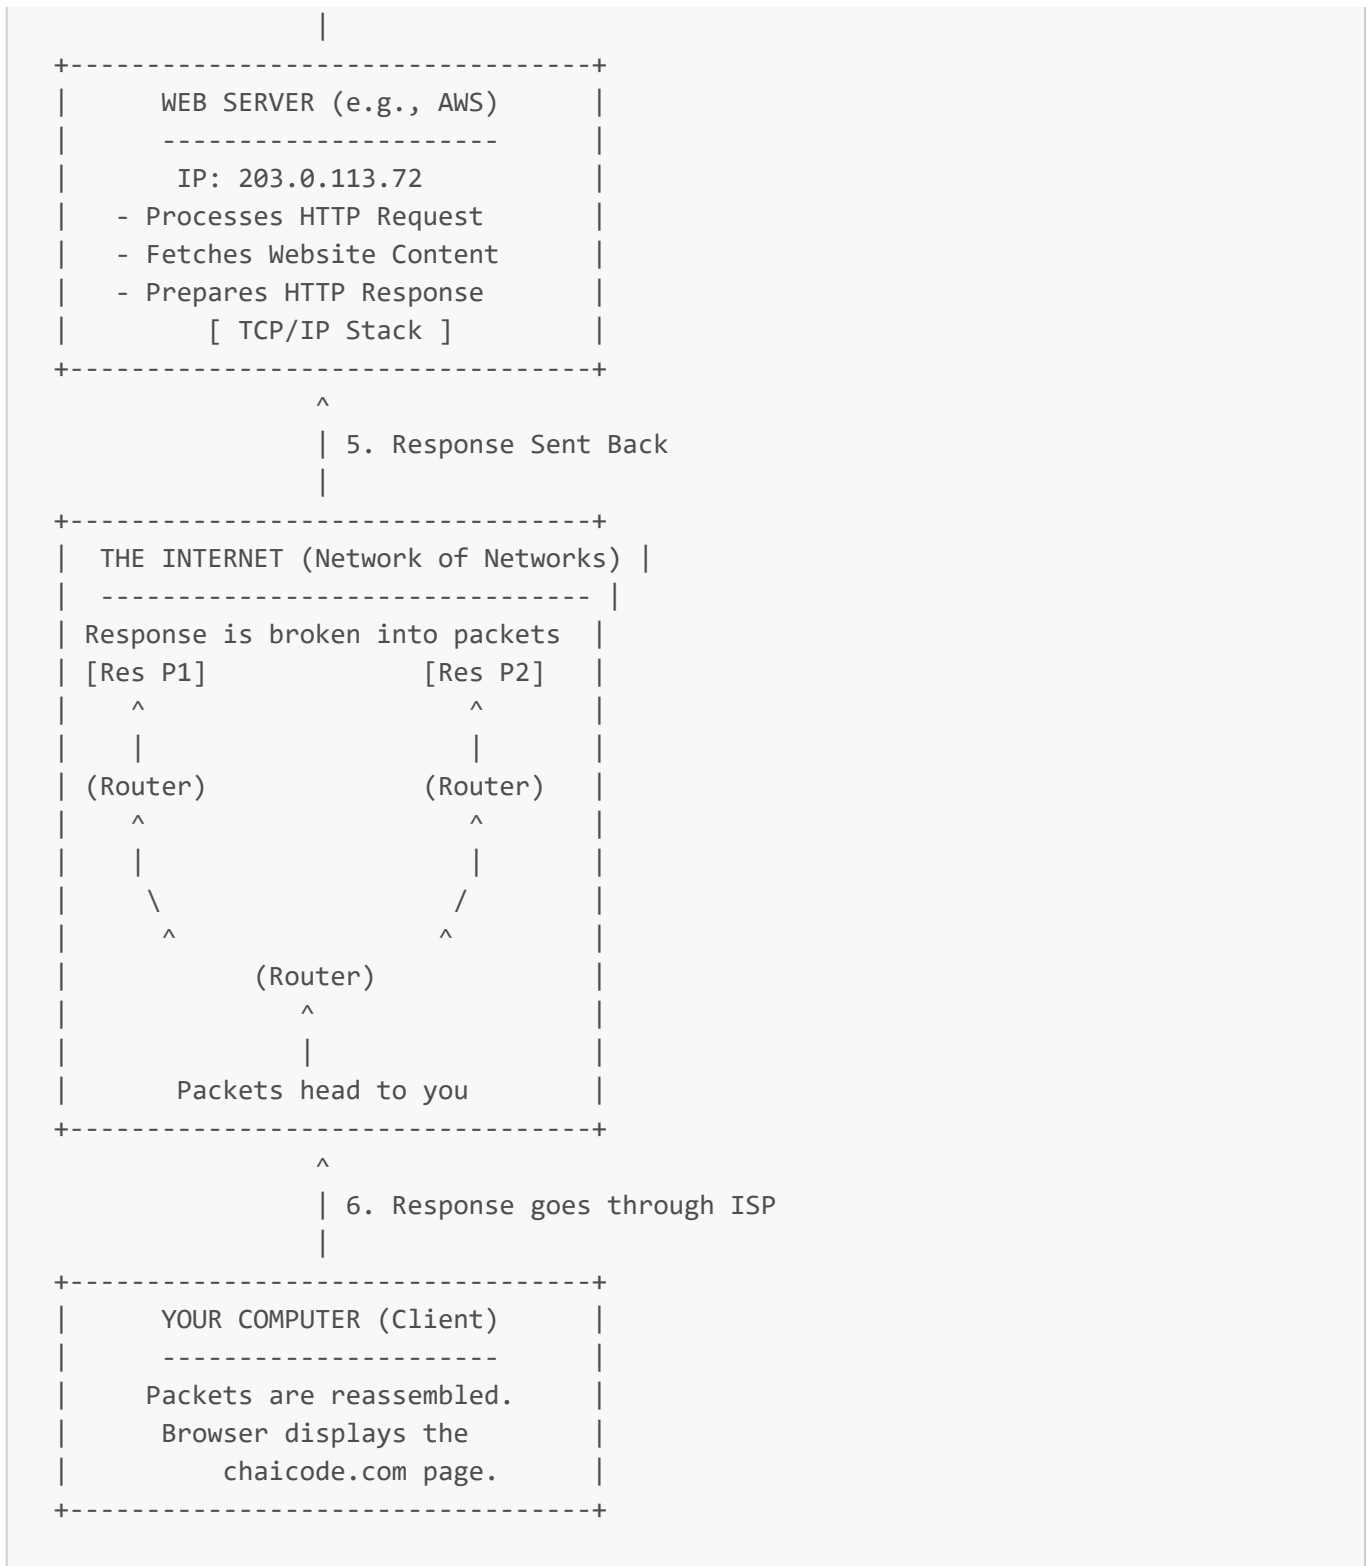 |
+----------------------------------+
|      WEB SERVER (e.g., AWS)      |
|      ----------------------      |
|       IP: 203.0.113.72           |
|   - Processes HTTP Request       |
|   - Fetches Website Content      |
|   - Prepares HTTP Response       |
|         [ TCP/IP Stack ]         |
+----------------------------------+
                 ^
                 | 5. Response Sent Back
                 |
+----------------------------------+
|  THE INTERNET (Network of Networks) |
|  -------------------------------- |
| Response is broken into packets  |
| [Res P1]              [Res P2]   |
|    ^                     ^       |
|    |                     |       |
| (Router)              (Router)   |
|    ^                     ^       |
|    |                     |       |
|     \                   /        |
|      ^                 ^         |
|            (Router)              |
|               ^                  |
|               |                  |
|       Packets head to you        |
+----------------------------------+
                 ^
                 | 6. Response goes through ISP
                 |
+----------------------------------+
|      YOUR COMPUTER (Client)      |
|      ----------------------      |
|     Packets are reassembled.     |
|      Browser displays the        |
|          chaicode.com page.      |
+----------------------------------+